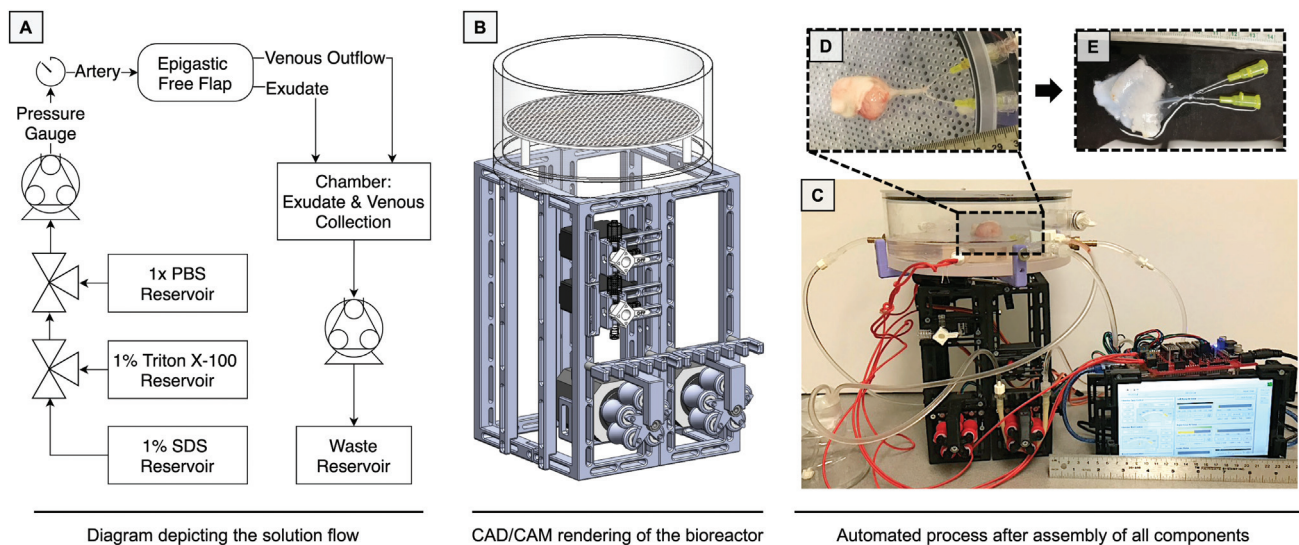 A
Artery
Epigastic
Free Flap
Venous Outflow
Exudate
Pressure
Gauge
Chamber:
Exudate & Venous
Collection
1x PBS
Reservoir
1% Triton X-100
Reservoir
1% SDS
Reservoir
Waste
Reservoir
Diagram depicting the solution flow
B
CAD/CAM rendering of the bioreactor
D
29
E
C
Automated process after assembly of all components